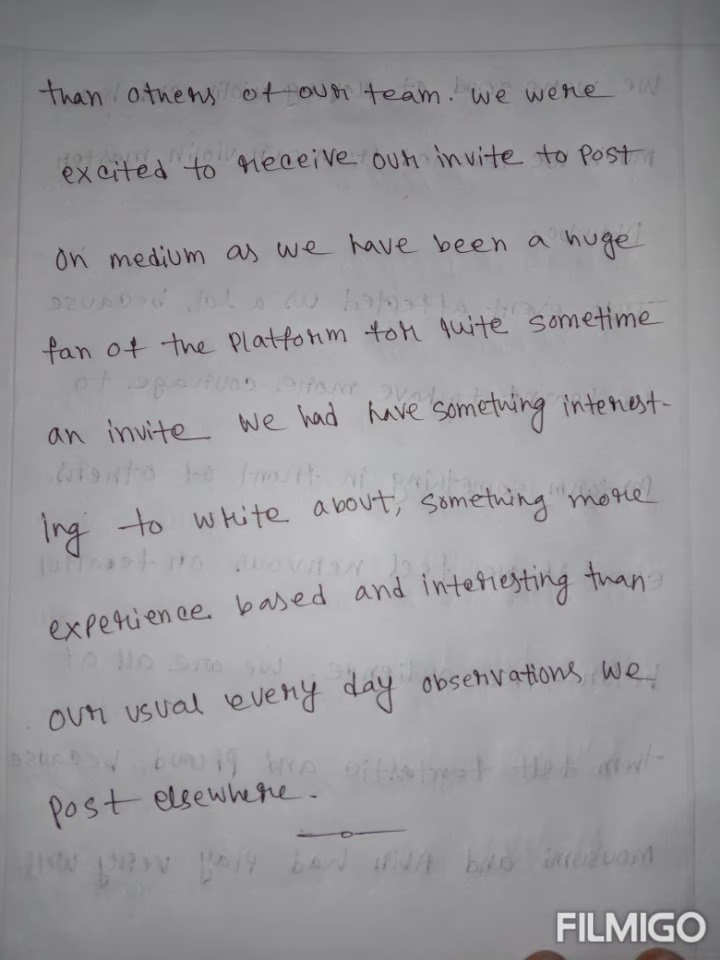 than others of our team. We were
excited to receive our invite to post
on medium as we have been a huge
fan of the Platform for quite sometime
an invite we had have something interest-
ing to write about, something more
experience based and interesting than
our usual every day observations we
post elsewhere.
FILMIGO